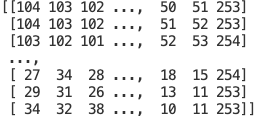 [[104 103 102 ..., 50 51 253]
[104 103 102 ..., 51 52 253]
[103 102 101 ..., 52 53 254]
...,
[ 27 34 28 ..., 18 15 254]
[ 29 31 26 ..., 13 11 253]
[ 34 32 38 ..., 10 11 253]]